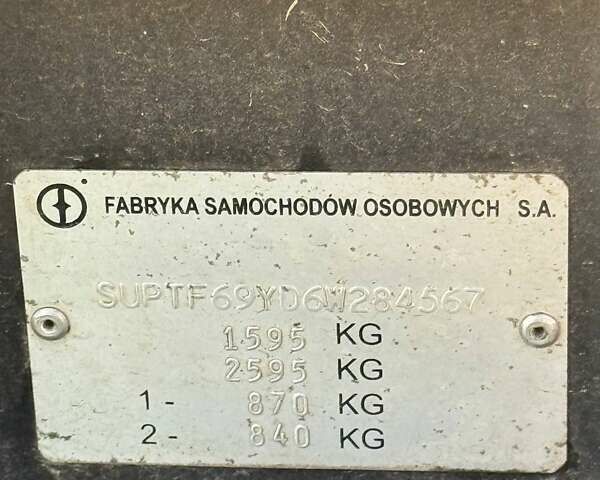 FABRYKA SAMOCHODÓW OSOBOWYCH S.A.
SUPTF69YD6W284567
1595 KG
2595 KG
1 - 870 KG
2 - 840 KG